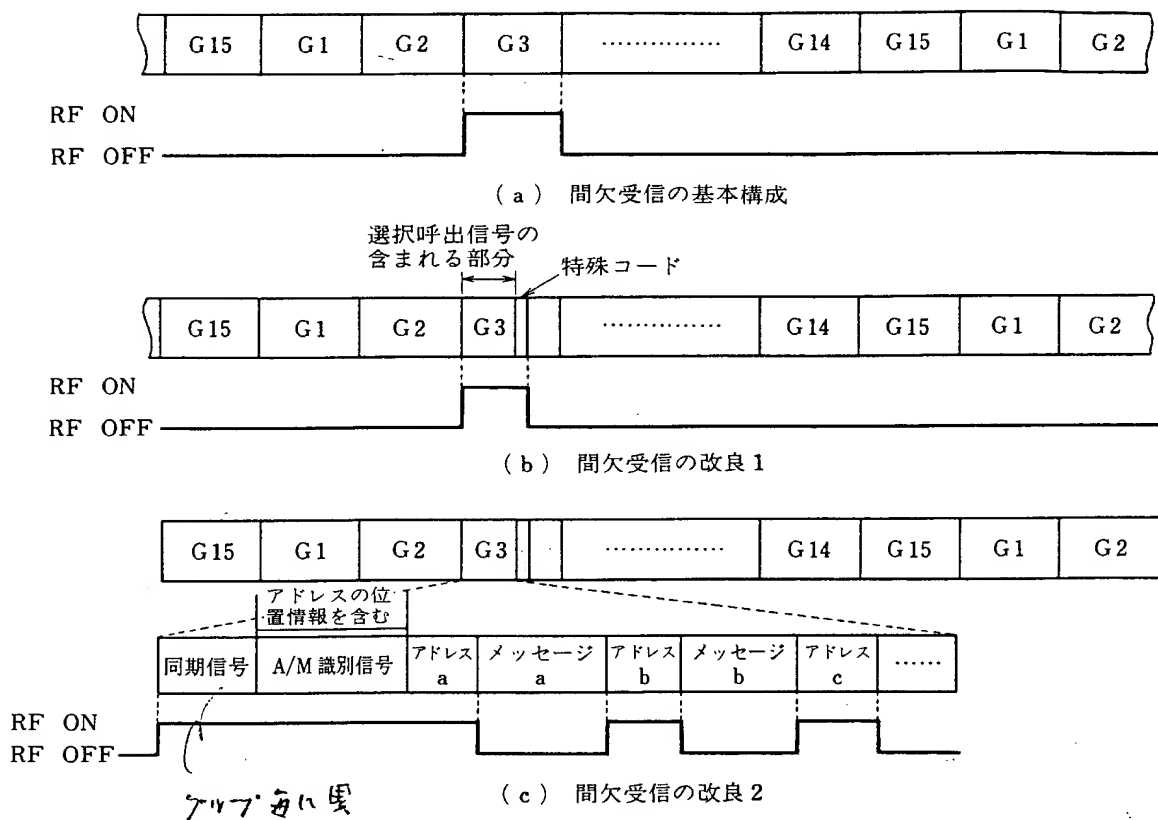 G15 G1 G2 G3 …………… G14 G15 G1 G2
RF ON
RF OFF
(a) 間欠受信の基本構成
選択呼出信号の
含まれる部分
特殊コード
G15 G1 G2 G3 …………… G14 G15 G1 G2
RF ON
RF OFF
(b) 間欠受信の改良1
G15 G1 G2 G3 …………… G14 G15 G1 G2
アドレスの位
置情報を含む
同期信号 A/M識別信号 アドレス a メッセージ a アドレス b メッセージ b アドレス c ……
RF ON
RF OFF
(c) 間欠受信の改良2
グループ毎に異